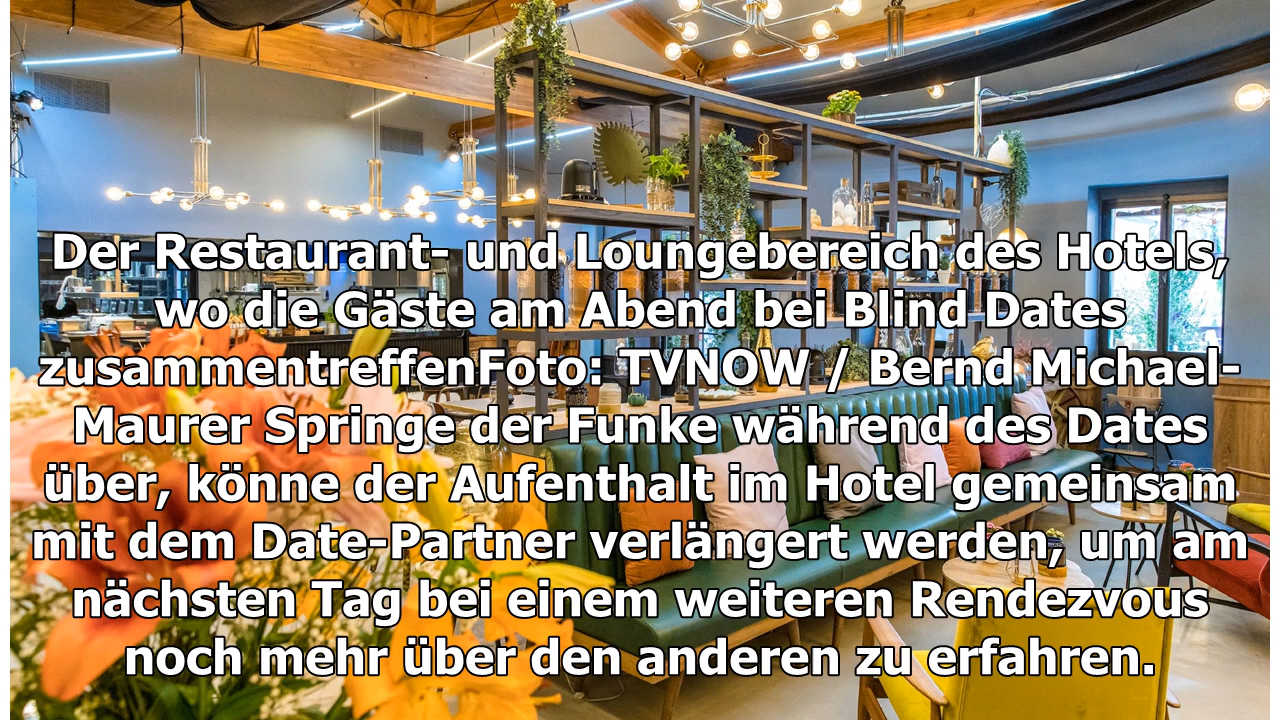 Der Restaurant- und Loungebereich des Hotels,
wo die Gäste am Abend bei Blind Dates
zusammentreffenFoto: TVNOW / Bernd Michael-
Maurer Springe der Funke während des Dates
über, könne der Aufenthalt im Hotel gemeinsam
mit dem Date-Partner verlängert werden, um am
nächsten Tag bei einem weiteren Rendezvous
noch mehr über den anderen zu erfahren.